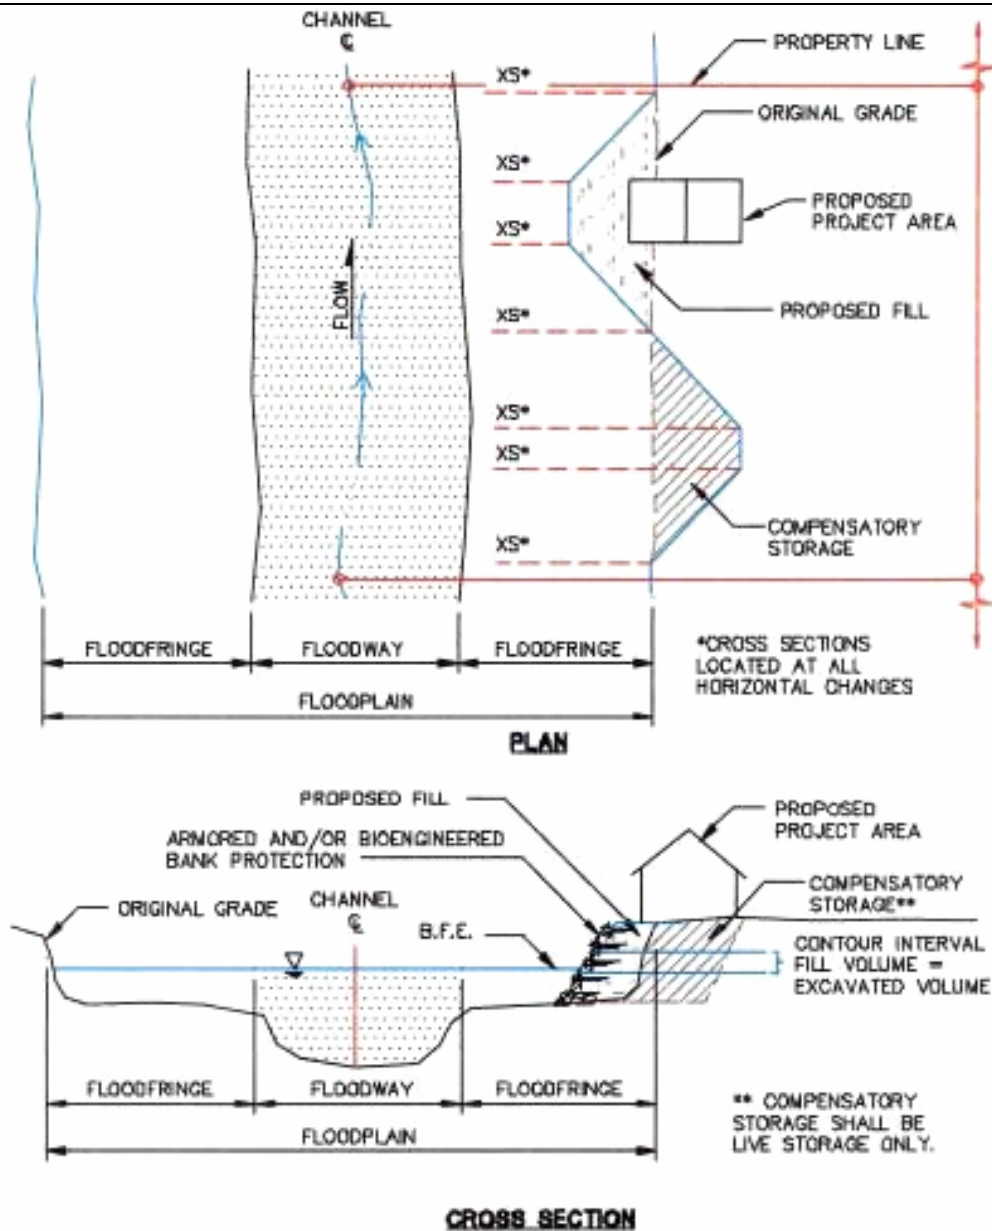 CHANNEL
℄
XS*
PROPERTY LINE
ORIGINAL GRADE
XS*
PROPOSED
PROJECT AREA
XS*
FLOW
PROPOSED FILL
XS*
XS*
XS*
COMPENSATORY
STORAGE
XS*
FLOODFRINGE
FLOODWAY
FLOODFRINGE
*CROSS SECTIONS
LOCATED AT ALL
HORIZONTAL CHANGES
FLOODPLAIN
PLAN
PROPOSED FILL
PROPOSED
PROJECT AREA
ARMORED AND/OR BIOENGINEERED
BANK PROTECTION
COMPENSATORY
STORAGE**
ORIGINAL GRADE
CHANNEL
℄
B.F.E.
CONTOUR INTERVAL
FILL VOLUME =
EXCAVATED VOLUME
FLOODFRINGE
FLOODWAY
FLOODFRINGE
FLOODPLAIN
** COMPENSATORY
STORAGE SHALL BE
LIVE STORAGE ONLY.
CROSS SECTION